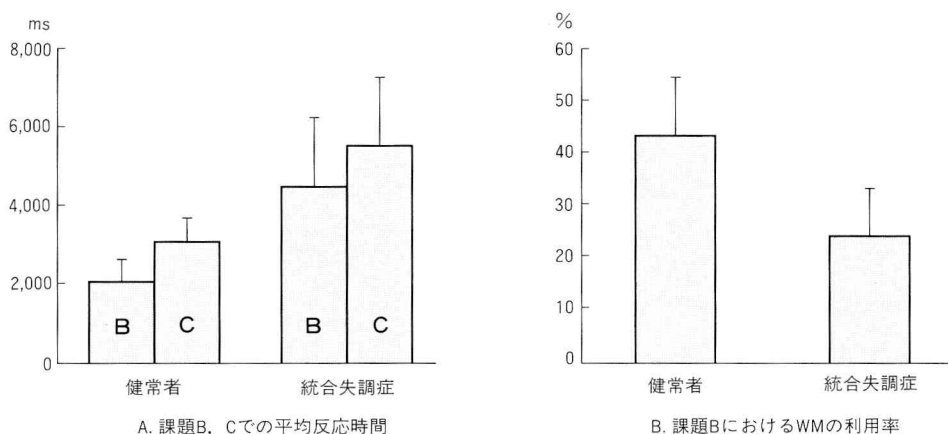 ms
8,000
6,000
4,000
2,000
0
B
C
B
C
健常者
統合失調症
A. 課題B，Cでの平均反応時間
%
60
50
40
30
20
10
0
健常者
統合失調症
B. 課題BにおけるWMの利用率